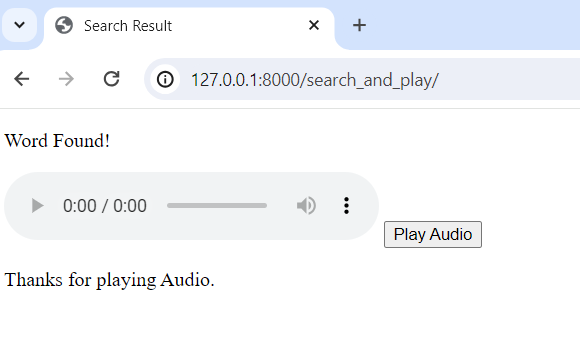 Search Result
127.0.0.1:8000/search_and_play/
Word Found!
0:00 / 0:00
Play Audio
Thanks for playing Audio.